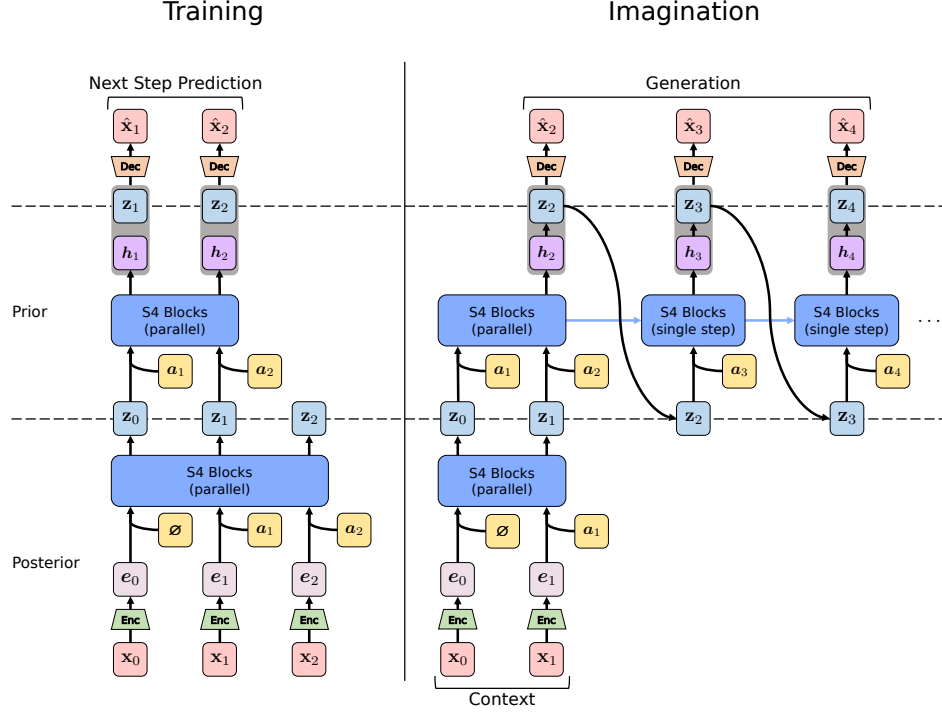 Training
Imagination
Next Step Prediction
Generation
x̂₁ x̂₂ x̂₂ x̂₃ x̂₄
Dec Dec Dec Dec Dec
z₁ z₂ z₂ z₃ z₄
h₁ h₂ h₂ h₃ h₄
Prior
S4 Blocks
(parallel)
S4 Blocks
(parallel)
S4 Blocks
(single step)
S4 Blocks
(single step)
...
a₁ a₂ a₁ a₂ a₃ a₄
z₀ z₁ z₂ z₀ z₁ z₂ z₃
S4 Blocks
(parallel)
S4 Blocks
(parallel)
∅ a₁ a₂ ∅ a₁
Posterior
e₀ e₁ e₂ e₀ e₁
Enc Enc Enc Enc Enc
x₀ x₁ x₂ x₀ x₁
Context